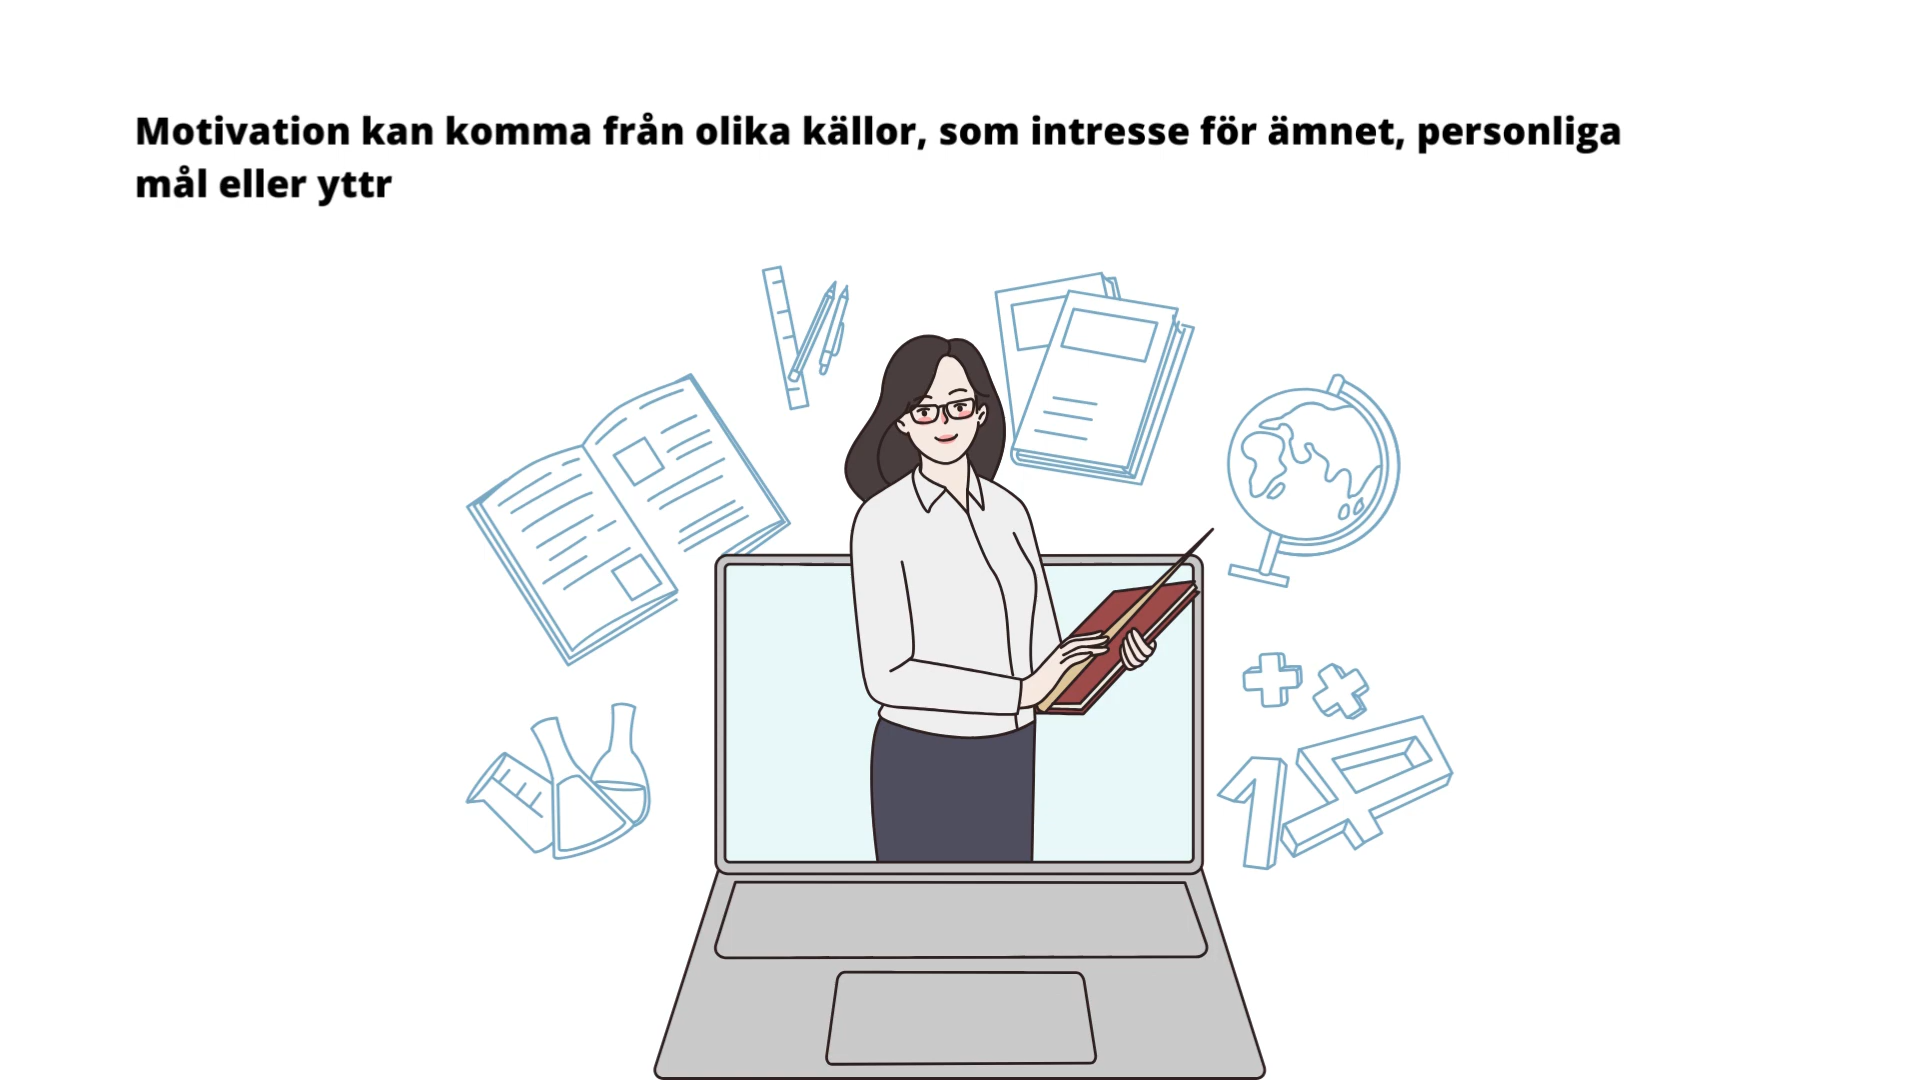 Motivation kan komma från olika källor, som intresse för ämnet, personliga
mål eller yttr